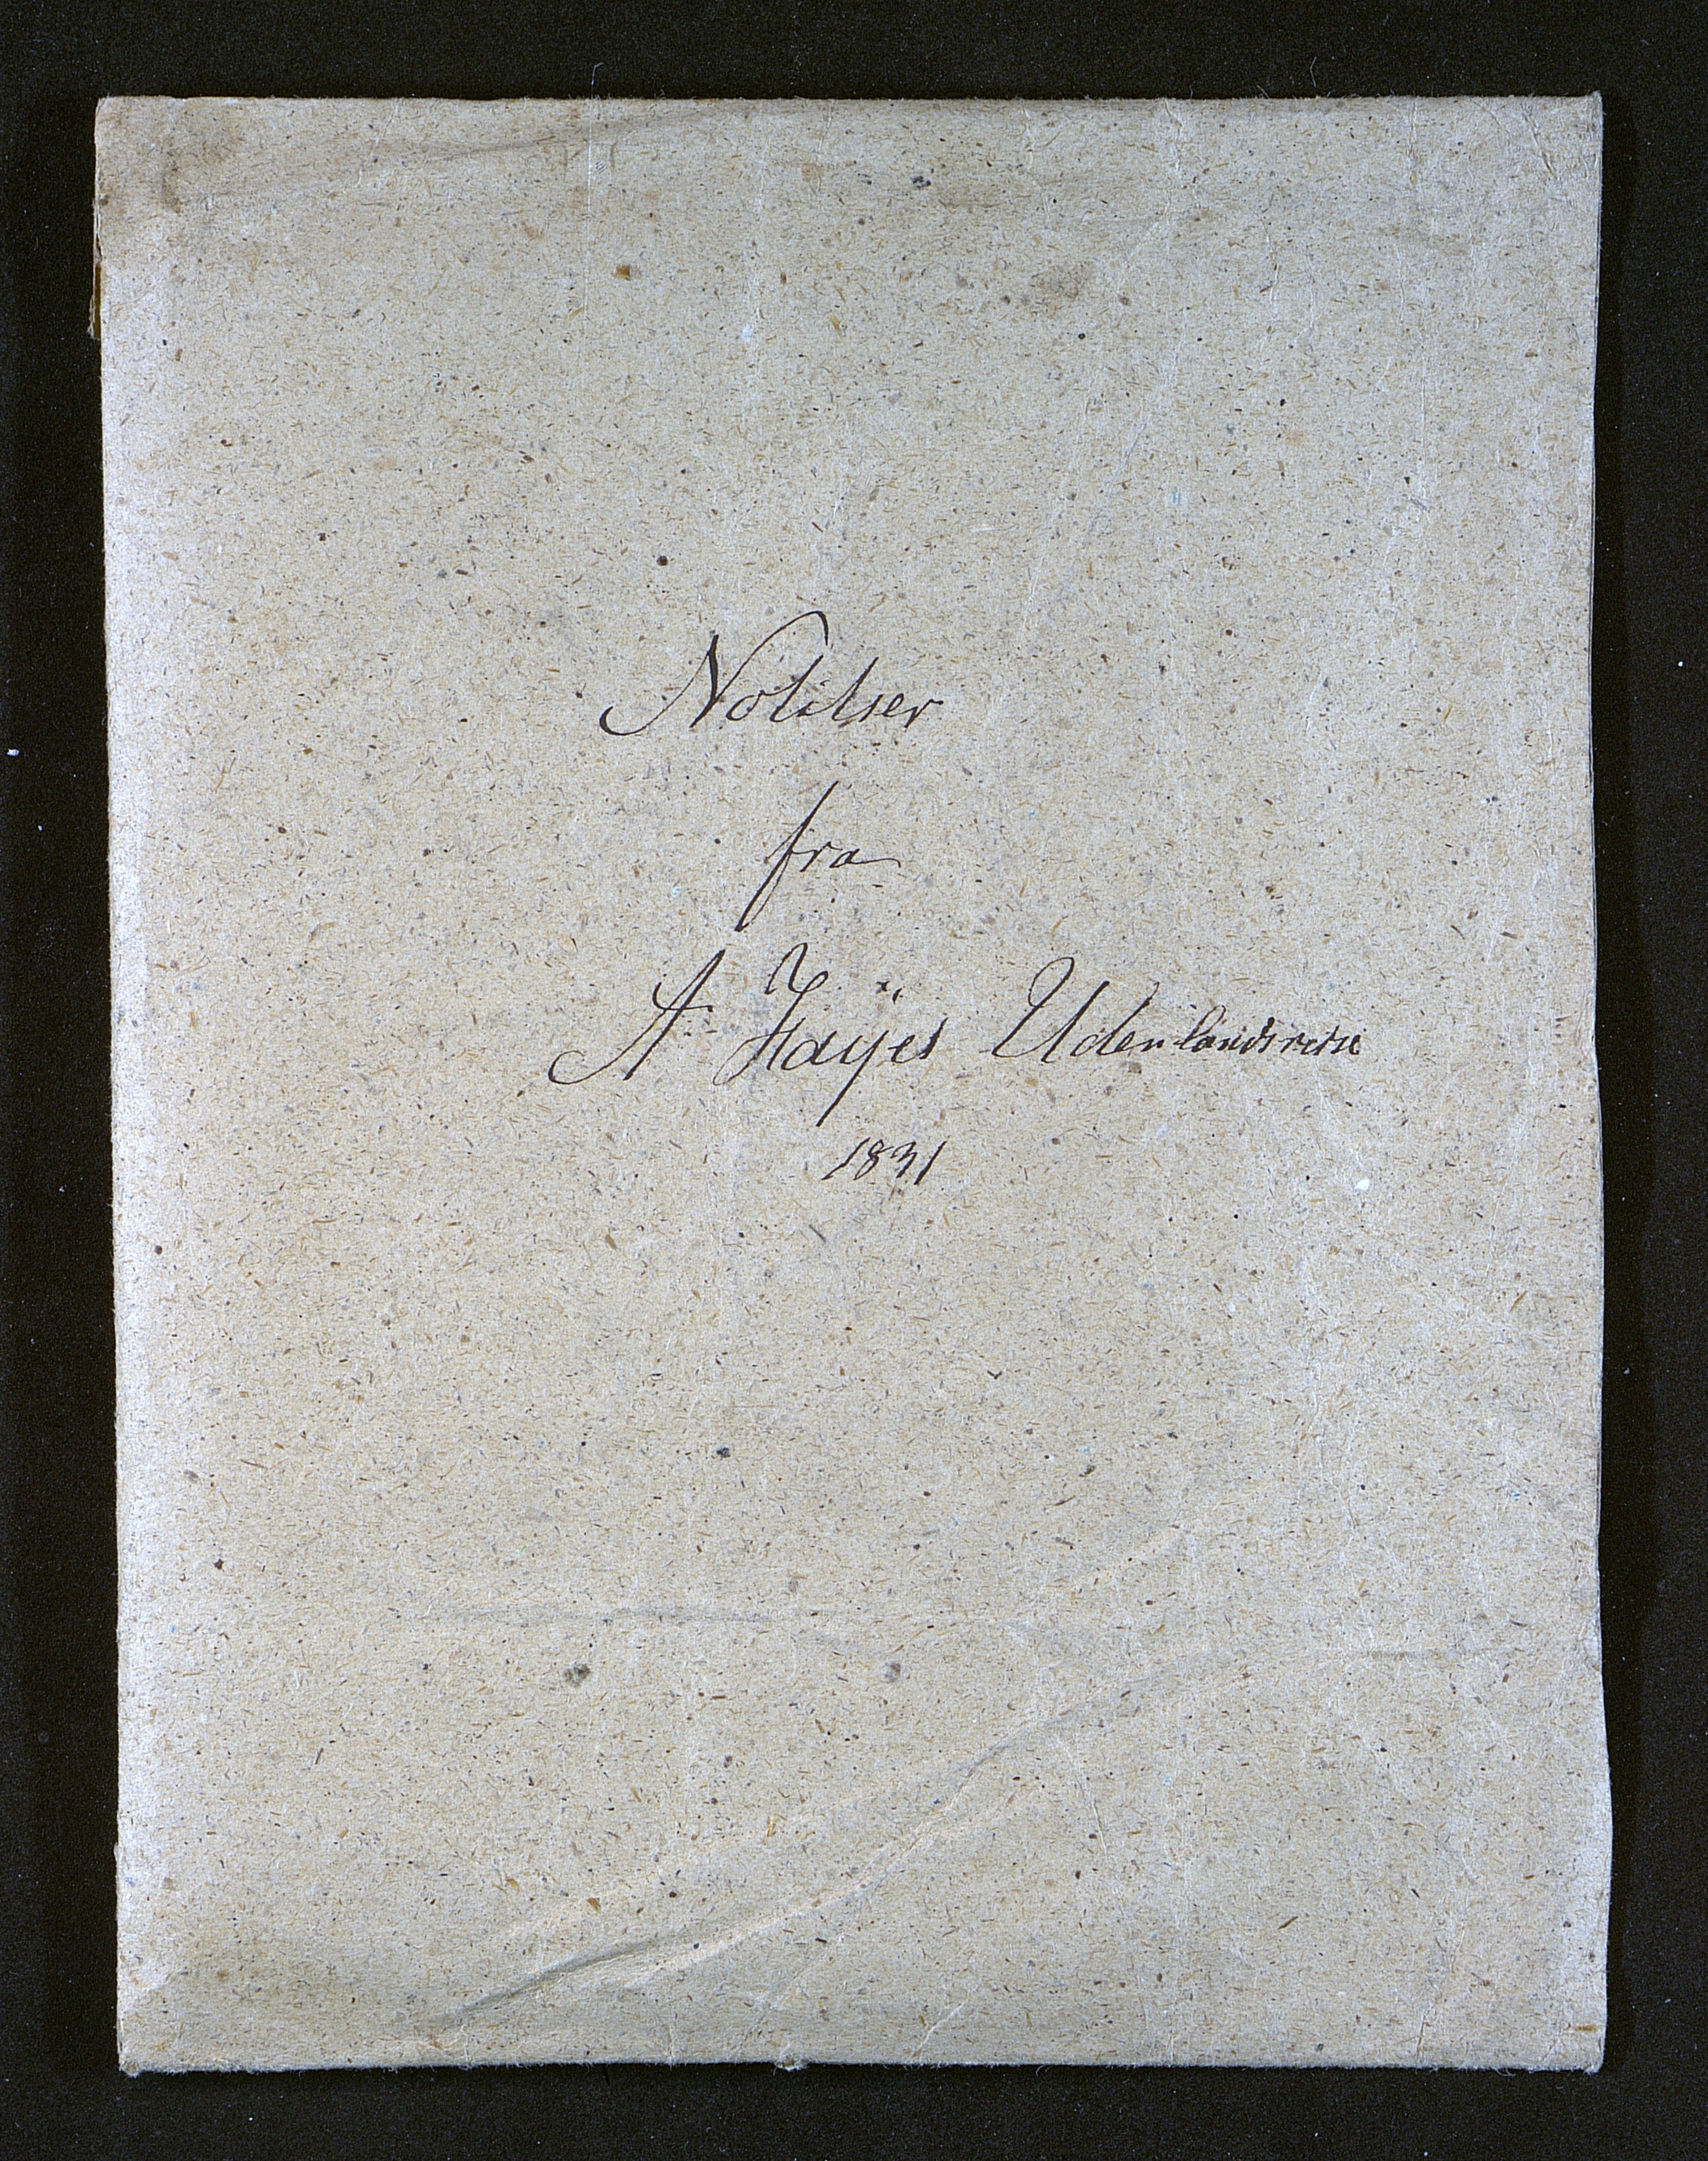 Notitser
fra
A Hayes Udenlandsreise
1831